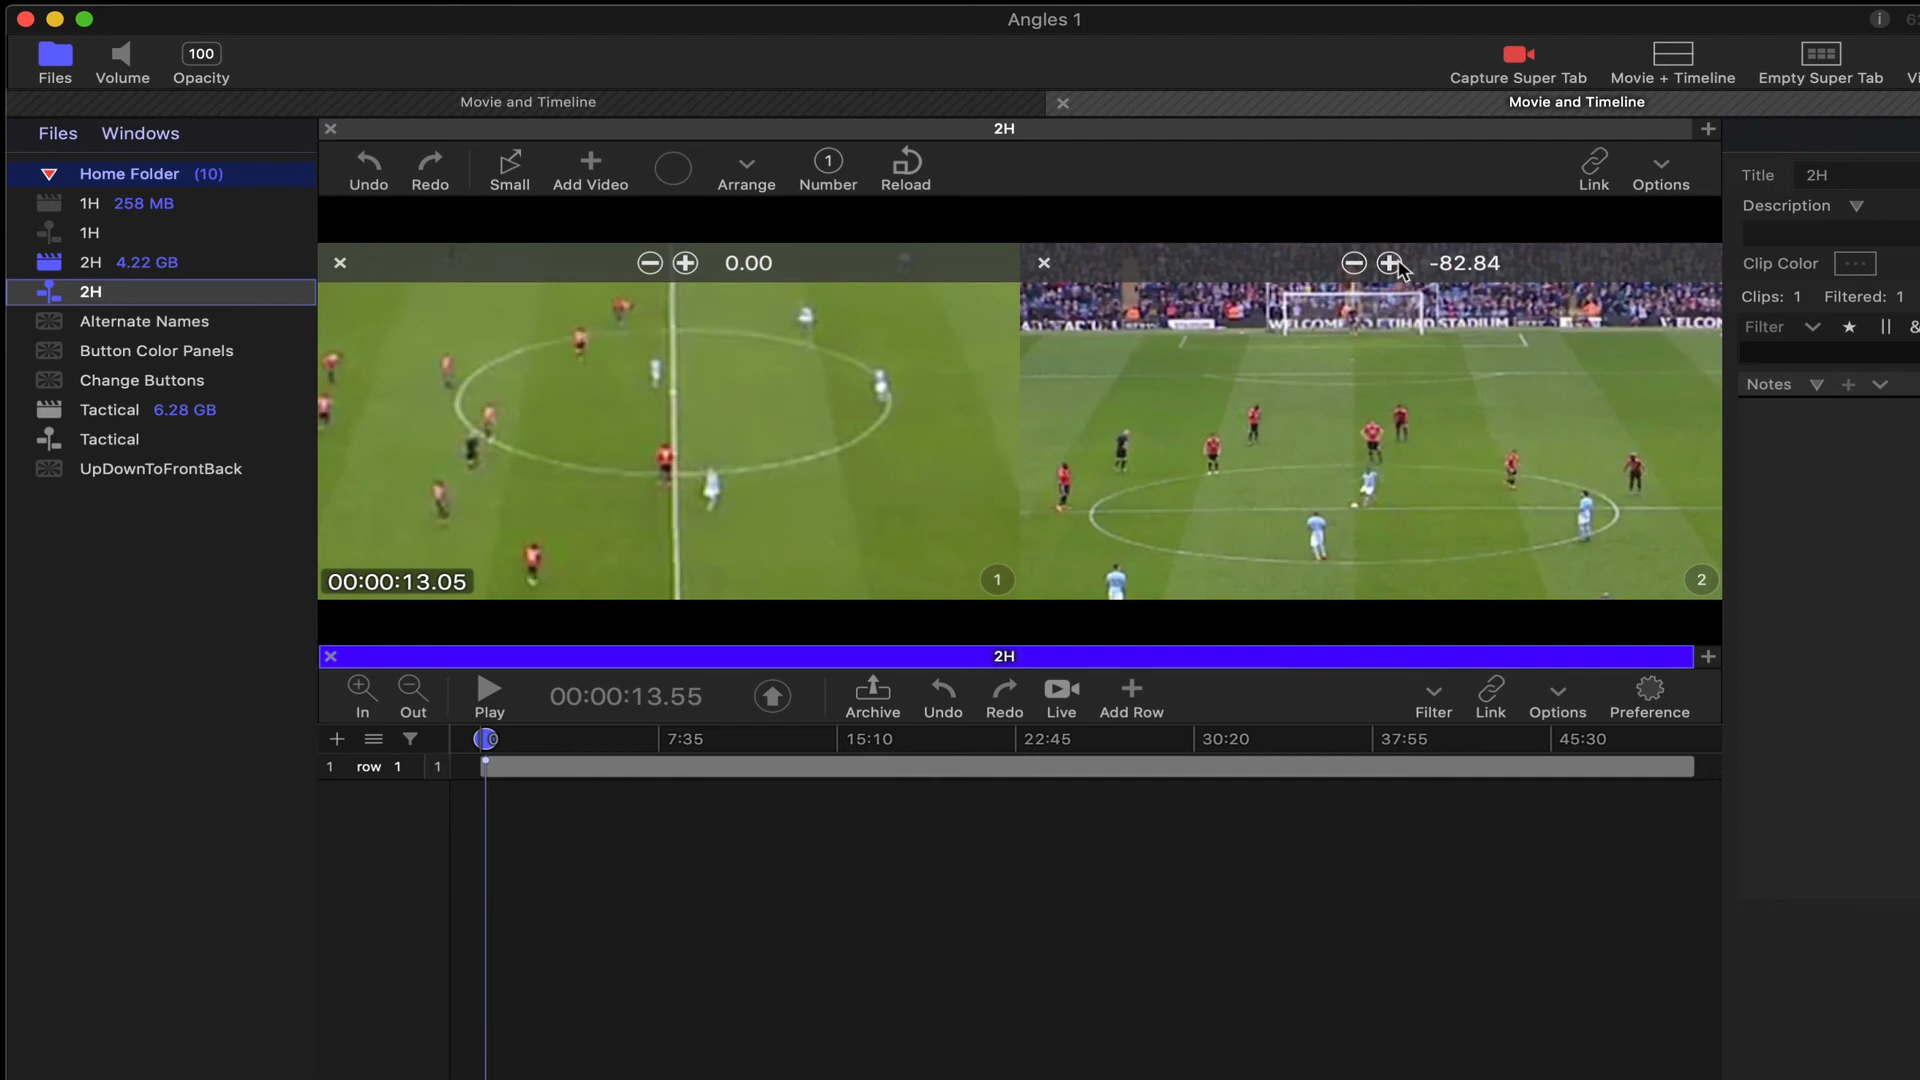 Angles 1
Files
Volume
100
Opacity
Capture Super Tab
Movie + Timeline
Empty Super Tab
Movie and Timeline
Movie and Timeline
Files Windows
Home Folder (10)
1H 258 MB
1H
2H 4.22 GB
2H
Alternate Names
Button Color Panels
Change Buttons
Tactical 6.28 GB
Tactical
UpDownToFrontBack
2H
Undo
Redo
Small
Add Video
Arrange
1
Number
Reload
Link
Options
0.00
-82.84
WELCOME ETIHAD STADIUM
00:00:13.05
1
2
2H
In
Out
Play
00:00:13.55
Archive
Undo
Redo
Live
Add Row
Filter
Link
Options
Preference
0 7:35 15:10 22:45 30:20 37:55 45:30
1 row 1 1
Title 2H
Description
Clip Color
Clips: 1 Filtered: 1
Filter
Notes